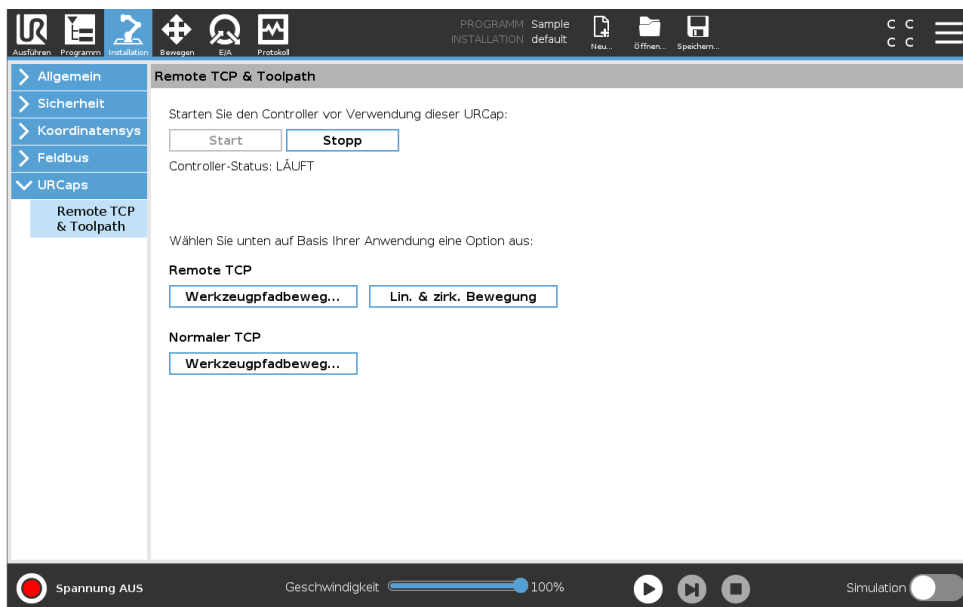 UR
PROGRAMM Sample
INSTALLATION default
C C
C C
Ausführen Programm Installation Bewegen E/A Protokoll Neu... Öffnen... Speichern...
Allgemein
Sicherheit
Koordinatensys
Feldbus
URCaps
Remote TCP
& Toolpath
Remote TCP & Toolpath
Starten Sie den Controller vor Verwendung dieser URCap:
Start Stopp
Controller-Status: LÄUFT
Wählen Sie unten auf Basis Ihrer Anwendung eine Option aus:
Remote TCP
Werkzeugpfadbeweg... Lin. & zirk. Bewegung
Normaler TCP
Werkzeugpfadbeweg...
Spannung AUS Geschwindigkeit 100% Simulation